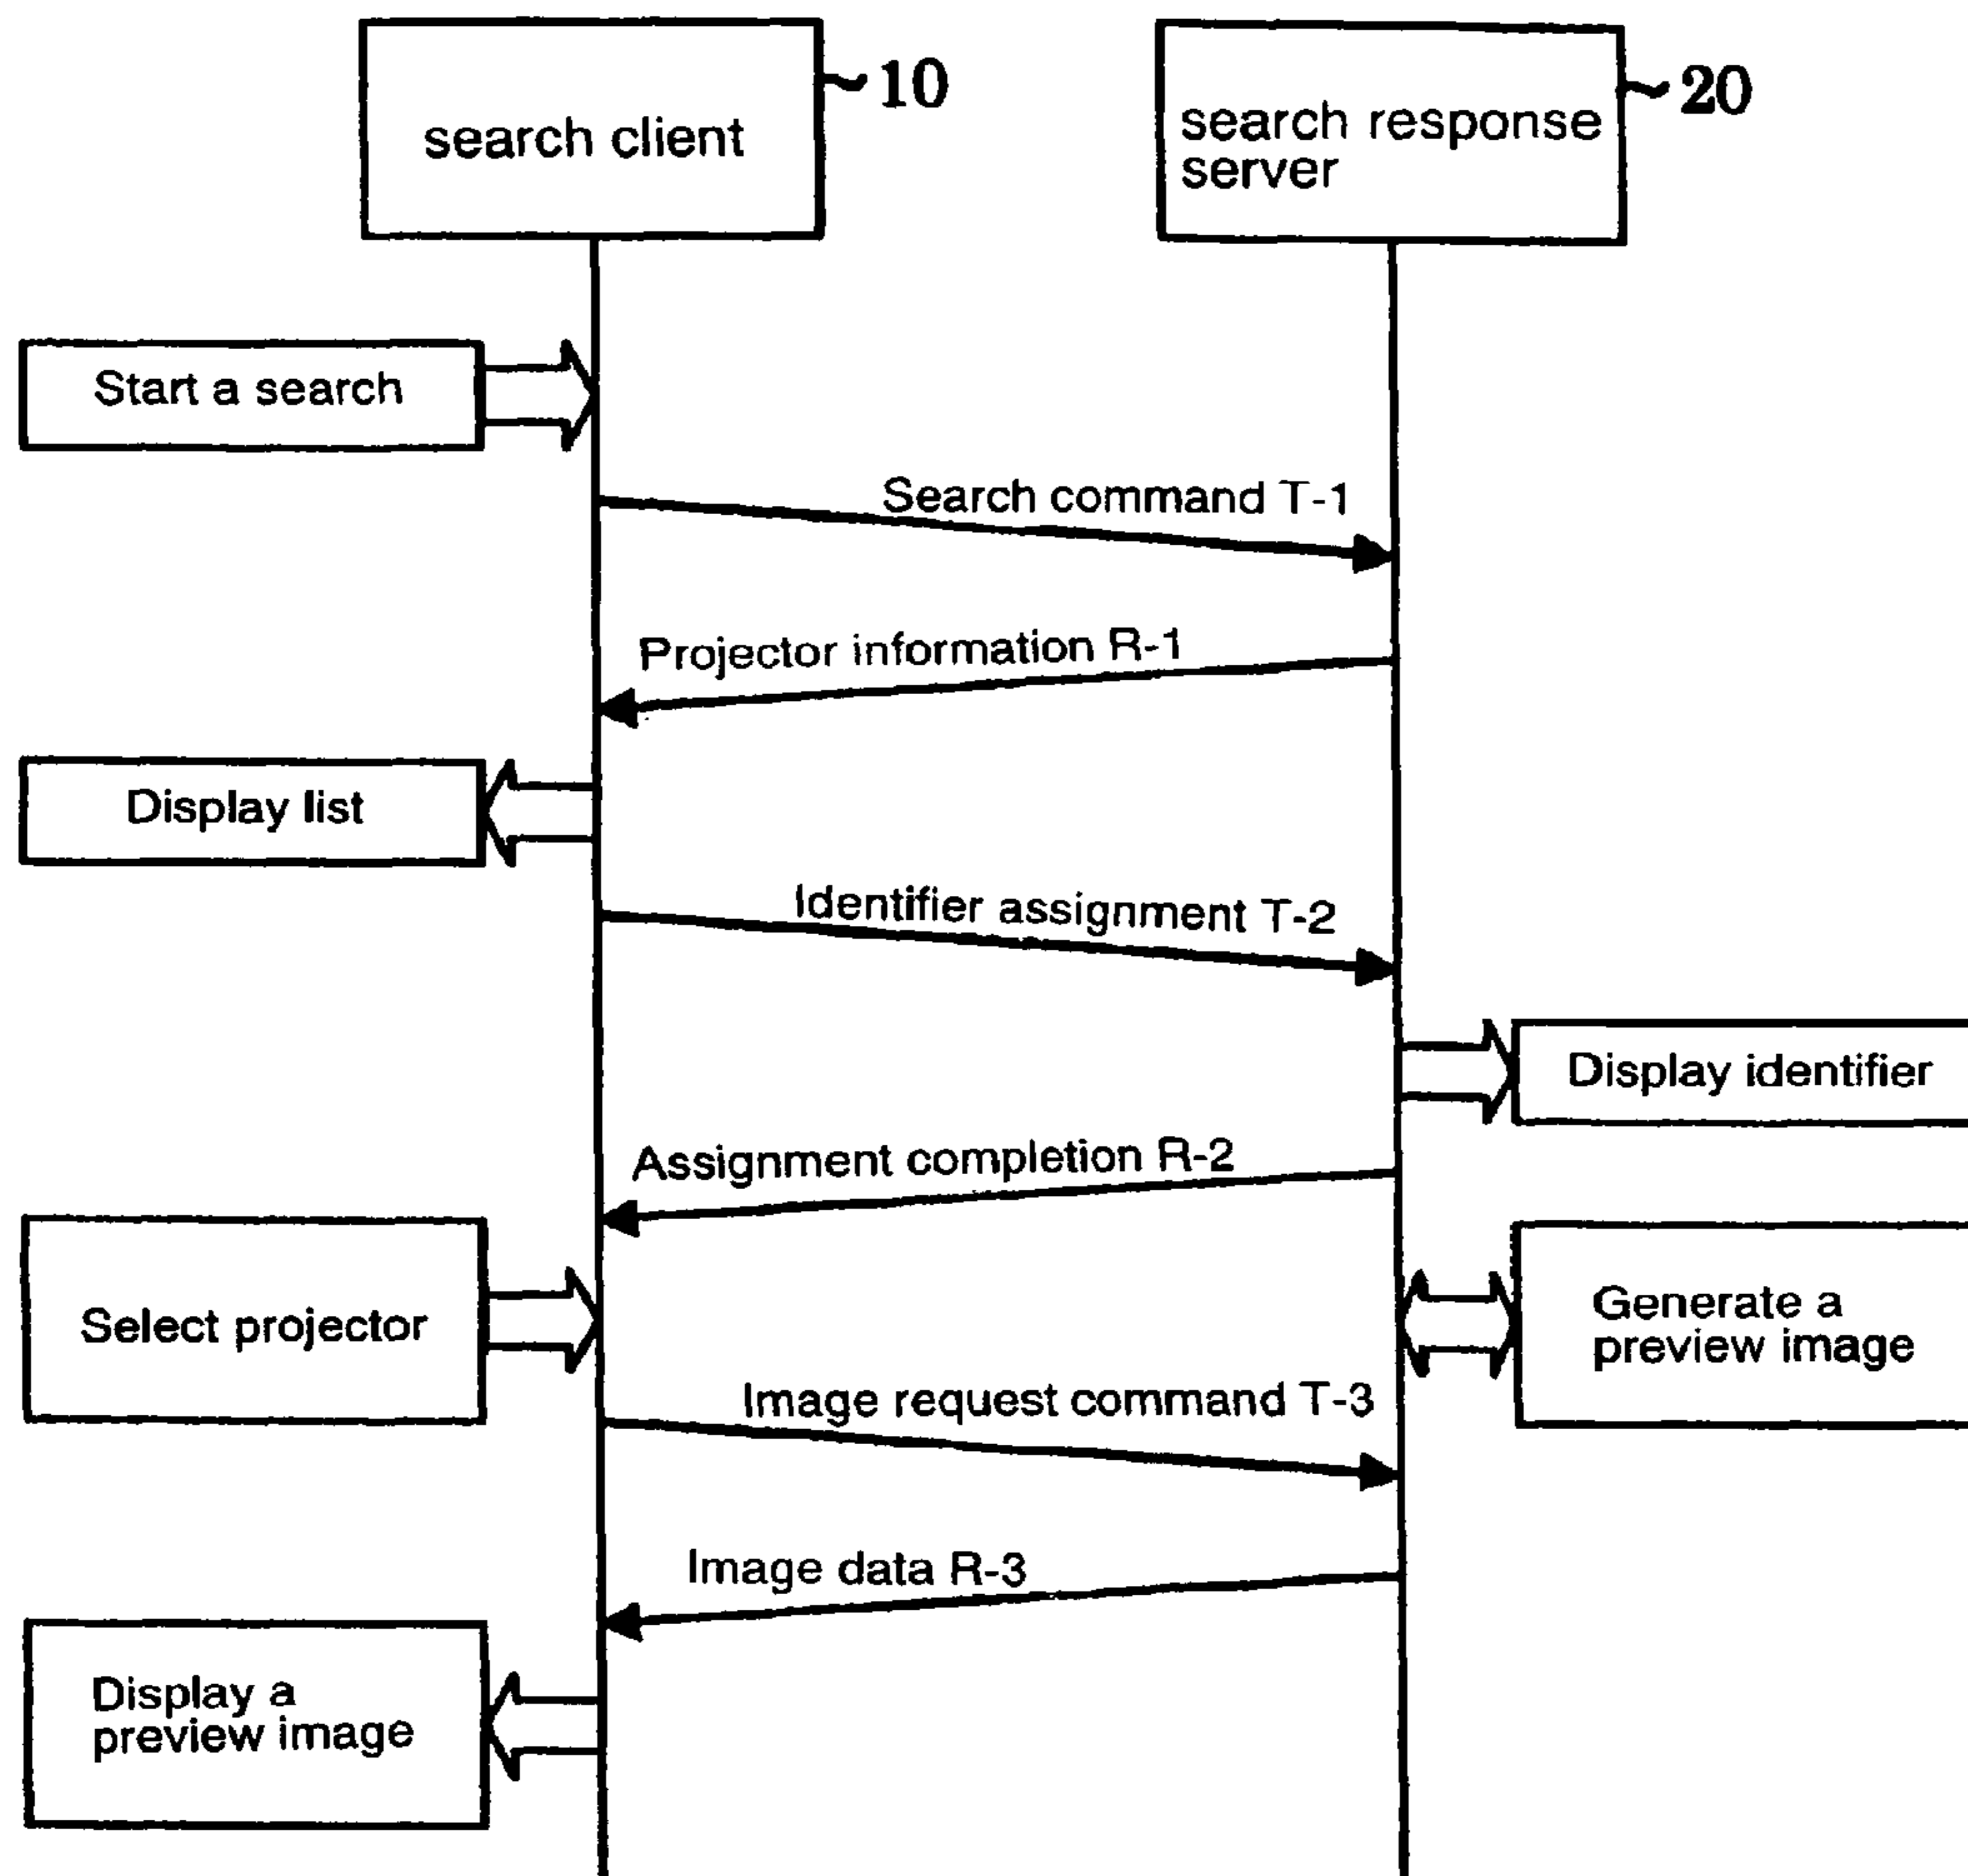 search client
~10
search response
server
~20
Start a search
Search command T-1
Projector information R-1
Display list
Identifier assignment T-2
Display identifier
Assignment completion R-2
Select projector
Generate a
preview image
Image request command T-3
Image data R-3
Display a
preview image